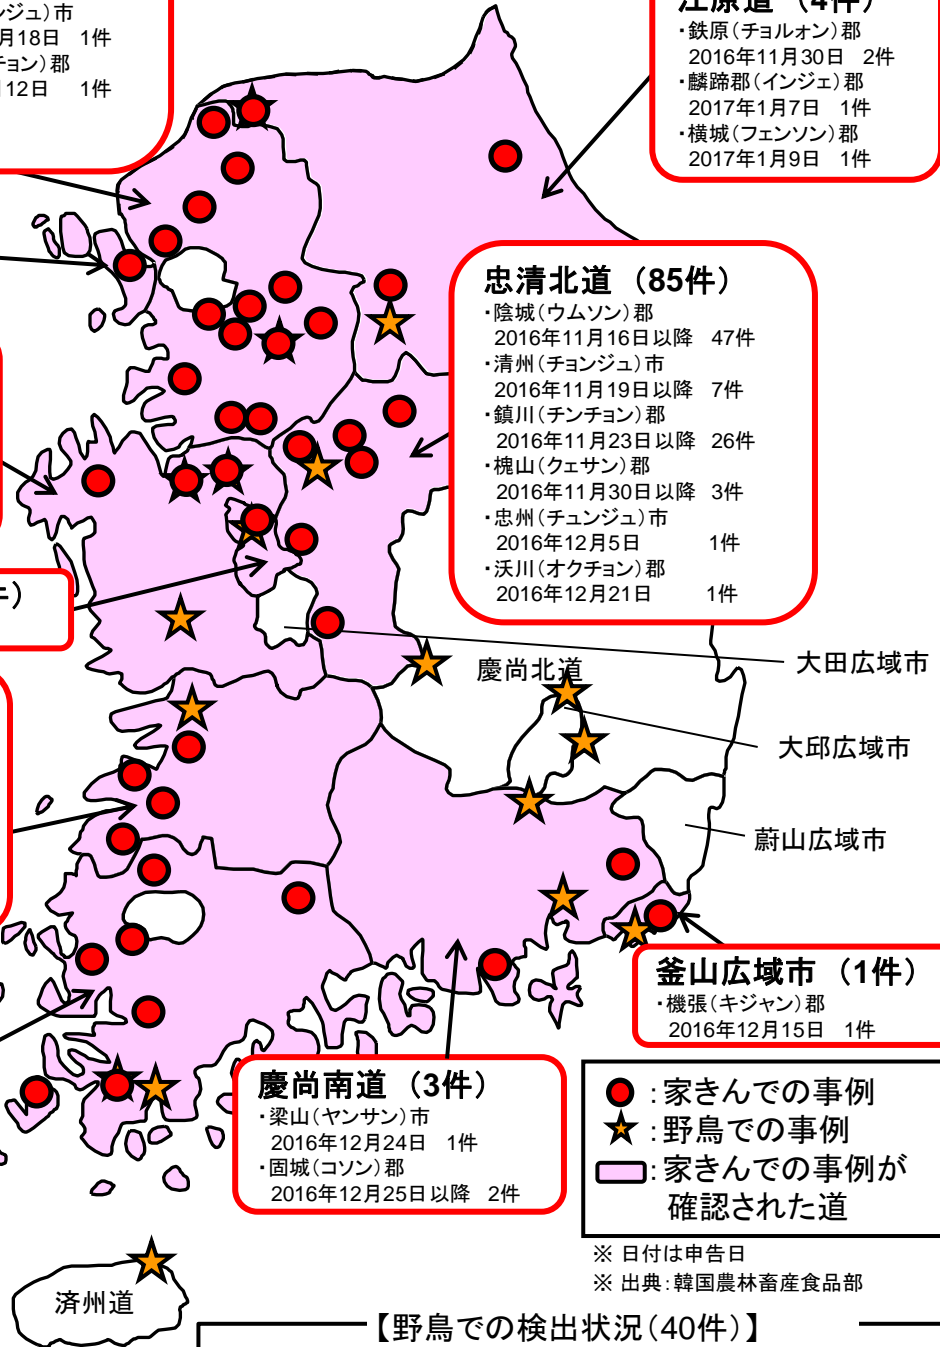 ンジュ)市
月18日 1件
チョン)郡
月12日 1件
江原道 (4件)
・鉄原(チョルォン)郡
2016年11月30日 2件
・麟蹄郡(インジェ)郡
2017年1月7日 1件
・横城(フェンソン)郡
2017年1月9日 1件
忠清北道 (85件)
・陰城(ウムソン)郡
2016年11月16日以降 47件
・清州(チョンジュ)市
2016年11月19日以降 7件
・鎮川(チンチョン)郡
2016年11月23日以降 26件
・槐山(クェサン)郡
2016年11月30日以降 3件
・忠州(チュンジュ)市
2016年12月5日 1件
・沃川(オクチョン)郡
2016年12月21日 1件
件)
大田広域市
慶尚北道
大邱広域市
蔚山広域市
釜山広域市 (1件)
・機張(キジャン)郡
2016年12月15日 1件
慶尚南道 (3件)
・梁山(ヤンサン)市
2016年12月24日 1件
・固城(コソン)郡
2016年12月25日以降 2件
:家きんでの事例
:野鳥での事例
:家きんでの事例が
確認された道
※ 日付は申告日
※ 出典:韓国農林畜産食品部
済州道
【野鳥での検出状況(40件)】